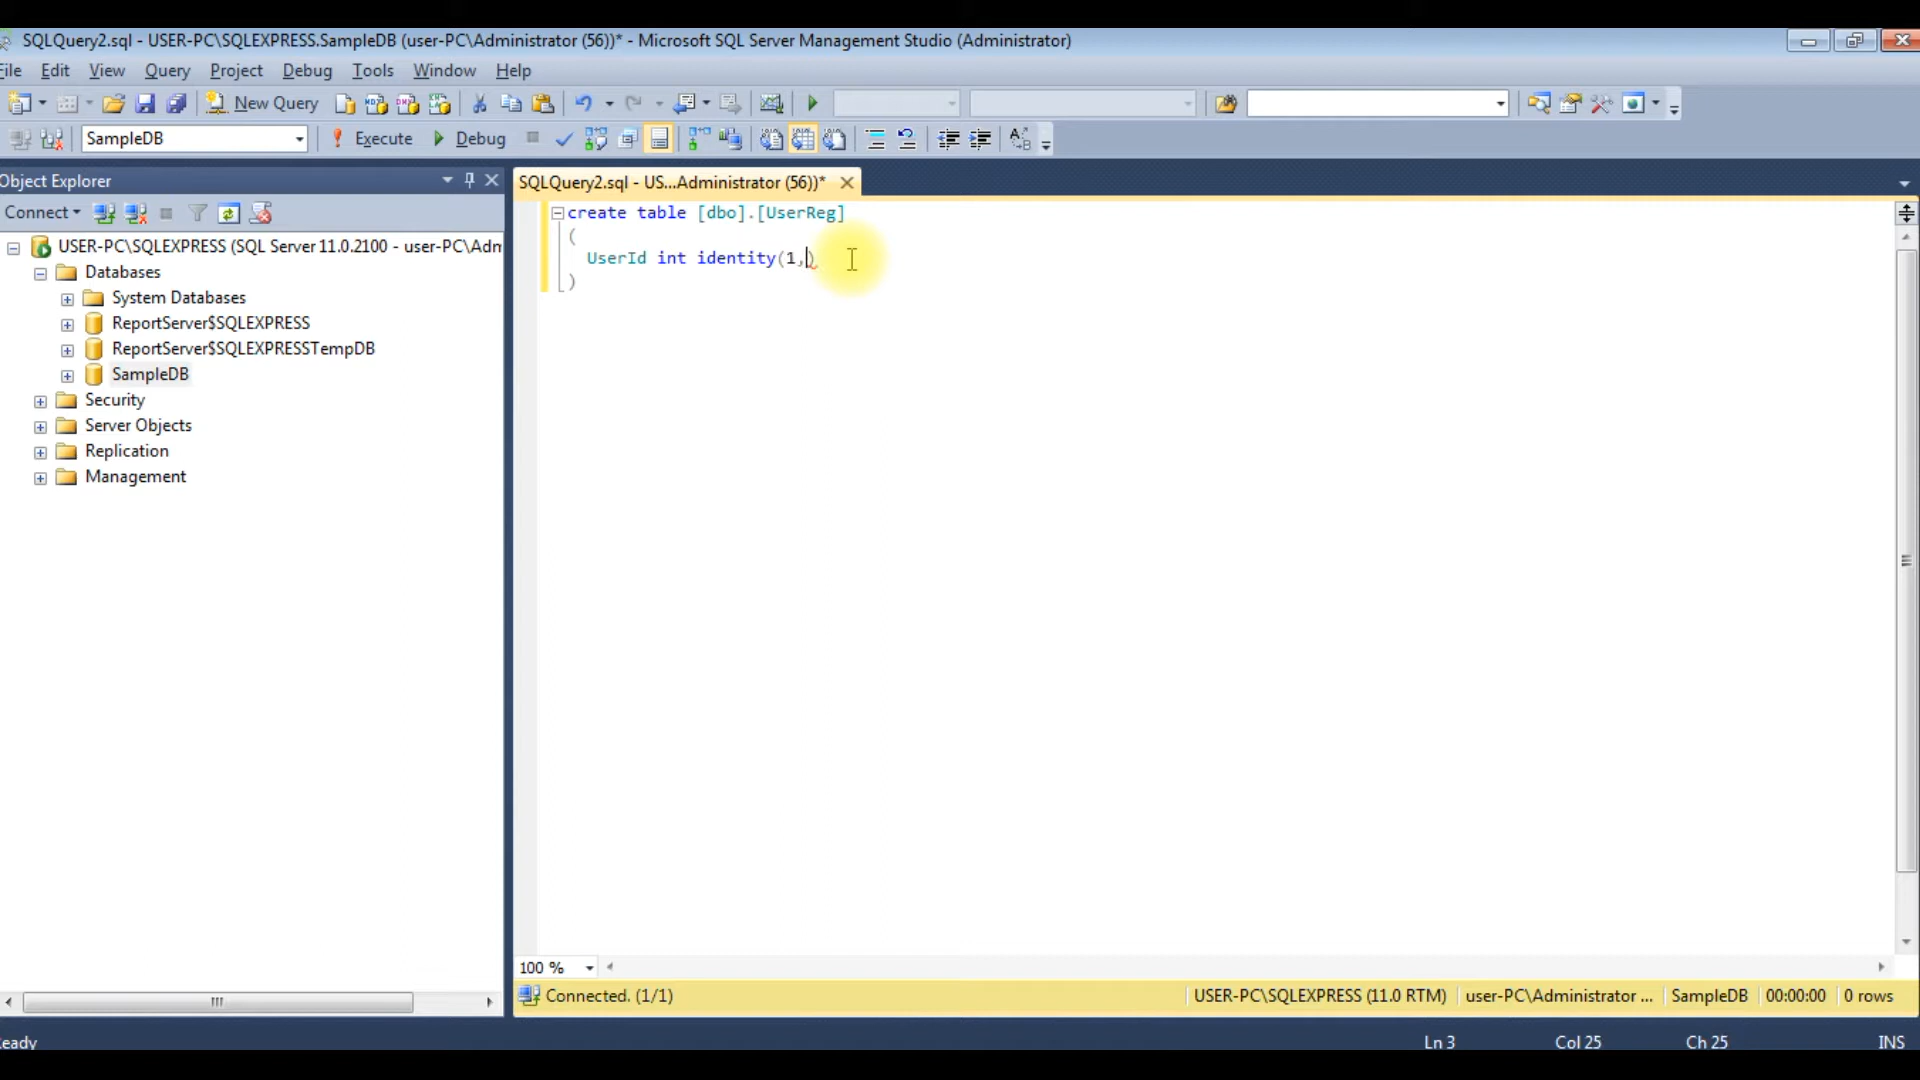 SQLQuery2.sql - USER-PC\SQLEXPRESS.SampleDB (user-PC\Administrator (56))* - Microsoft SQL Server Management Studio (Administrator)
File Edit View Query Project Debug Tools Window Help
New Query
SampleDB Execute Debug
Object Explorer
Connect
USER-PC\SQLEXPRESS (SQL Server 11.0.2100 - user-PC\Adm
Databases
System Databases
ReportServer$SQLEXPRESS
ReportServer$SQLEXPRESSTempDB
SampleDB
Security
Server Objects
Replication
Management
SQLQuery2.sql - US...Administrator (56))*
create table [dbo].[UserReg]
(
UserId int identity(1,)
)
100 %
Connected. (1/1) USER-PC\SQLEXPRESS (11.0 RTM) user-PC\Administrator ... SampleDB 00:00:00 0 rows
eady Ln 3 Col 25 Ch 25 INS